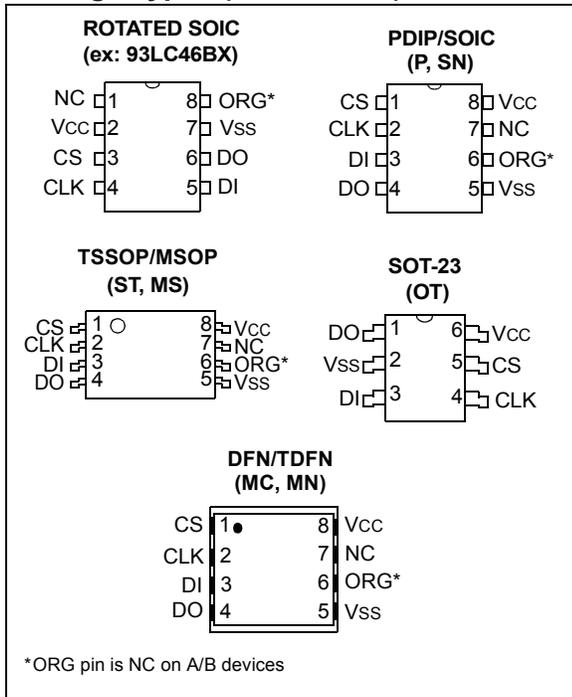 ROTATED SOIC
(ex: 93LC46BX)
NC 1 8 ORG*
VCC 2 7 VSS
CS 3 6 DO
CLK 4 5 DI
PDIP/SOIC
(P, SN)
CS 1 8 VCC
CLK 2 7 NC
DI 3 6 ORG*
DO 4 5 VSS
TSSOP/MSOP
(ST, MS)
CS 1 8 VCC
CLK 2 7 NC
DI 3 6 ORG*
DO 4 5 VSS
SOT-23
(OT)
DO 1 6 VCC
VSS 2 5 CS
DI 3 4 CLK
DFN/TDFN
(MC, MN)
CS 1 8 VCC
CLK 2 7 NC
DI 3 6 ORG*
DO 4 5 VSS
*ORG pin is NC on A/B devices